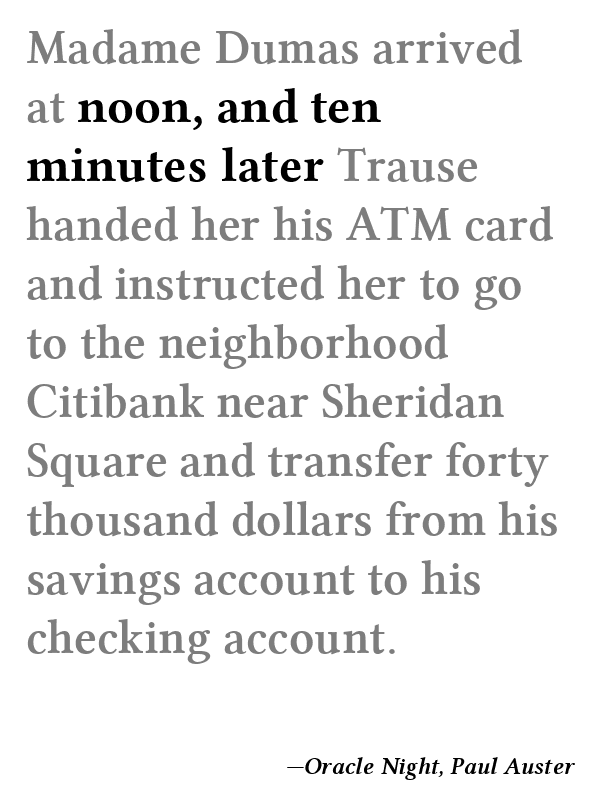 Madame Dumas arrived
at noon, and ten
minutes later Trause
handed her his ATM card
and instructed her to go
to the neighborhood
Citibank near Sheridan
Square and transfer forty
thousand dollars from his
savings account to his
checking account.
—Oracle Night, Paul Auster